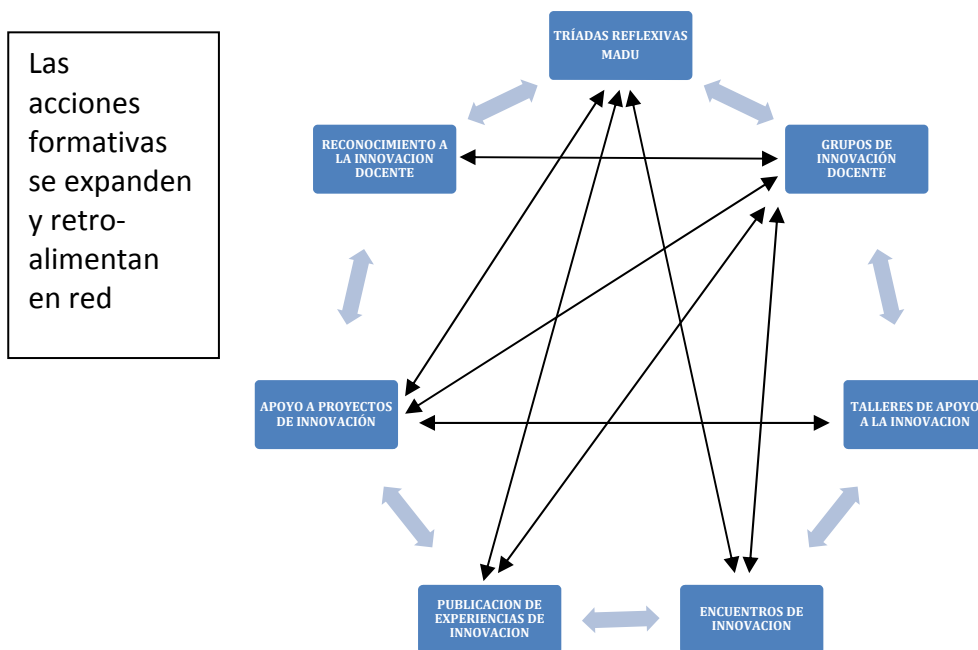 Las
acciones
formativas
se expanden
y retro-
alimentan
en red
TRÍADAS REFLEXIVAS
MADU
RECONOCIMIENTO A
LA INNOVACION
DOCENTE
GRUPOS DE
INNOVACIÓN
DOCENTE
APOYO A PROYECTOS
DE INNOVACIÓN
TALLERES DE APOYO
A LA INNOVACION
PUBLICACION DE
EXPERIENCIAS DE
INNOVACION
ENCUENTROS DE
INNOVACION